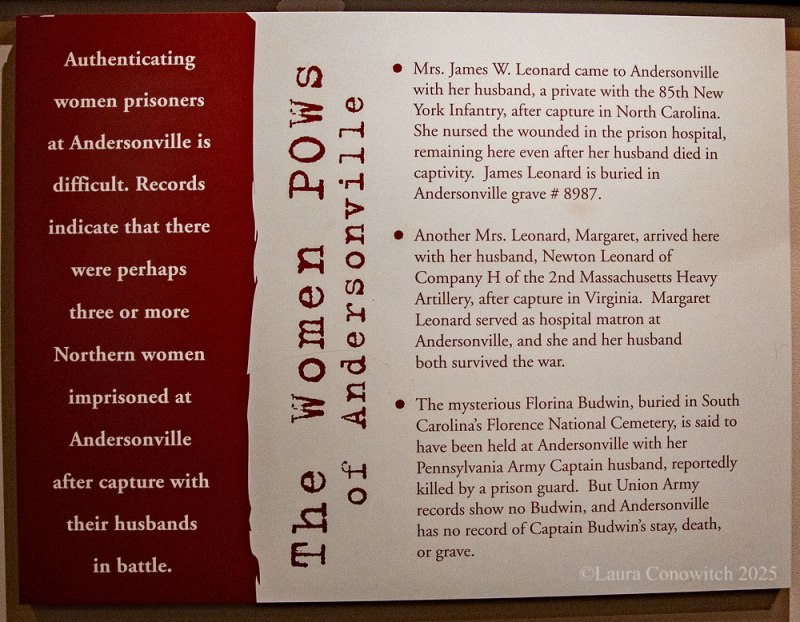 Authenticating
women prisoners
at Andersonville is
difficult. Records
indicate that there
were perhaps
three or more
Northern women
imprisoned at
Andersonville
after capture with
their husbands
in battle.
The Women POWs
of Andersonville
• Mrs. James W. Leonard came to Andersonville
with her husband, a private with the 85th New
York Infantry, after capture in North Carolina.
She nursed the wounded in the prison hospital,
remaining here even after her husband died in
captivity. James Leonard is buried in
Andersonville grave # 8987.
• Another Mrs. Leonard, Margaret, arrived here
with her husband, Newton Leonard of
Company H of the 2nd Massachusetts Heavy
Artillery, after capture in Virginia. Margaret
Leonard served as hospital matron at
Andersonville, and she and her husband
both survived the war.
• The mysterious Florina Budwin, buried in South
Carolina's Florence National Cemetery, is said to
have been held at Andersonville with her
Pennsylvania Army Captain husband, reportedly
killed by a prison guard. But Union Army
records show no Budwin, and Andersonville
has no record of Captain Budwin's stay, death,
or grave.
©Laura Conowitch 2025